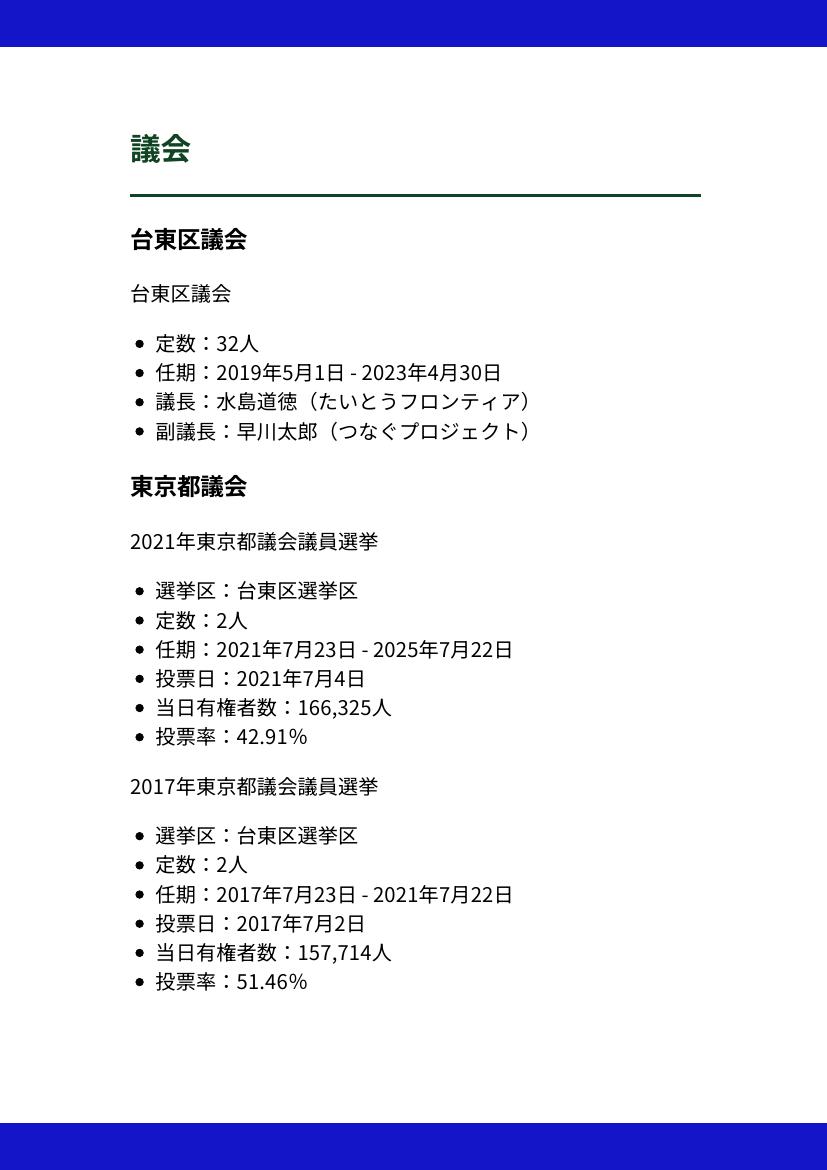 議会
台東区議会
台東区議会
• 定数：32人
• 任期：2019年5月1日 - 2023年4月30日
• 議長：水島道徳（たいとうフロンティア）
• 副議長：早川太郎（つなぐプロジェクト）
東京都議会
2021年東京都議会議員選挙
• 選挙区：台東区選挙区
• 定数：2人
• 任期：2021年7月23日 - 2025年7月22日
• 投票日：2021年7月4日
• 当日有権者数：166,325人
• 投票率：42.91%
2017年東京都議会議員選挙
• 選挙区：台東区選挙区
• 定数：2人
• 任期：2017年7月23日 - 2021年7月22日
• 投票日：2017年7月2日
• 当日有権者数：157,714人
• 投票率：51.46%